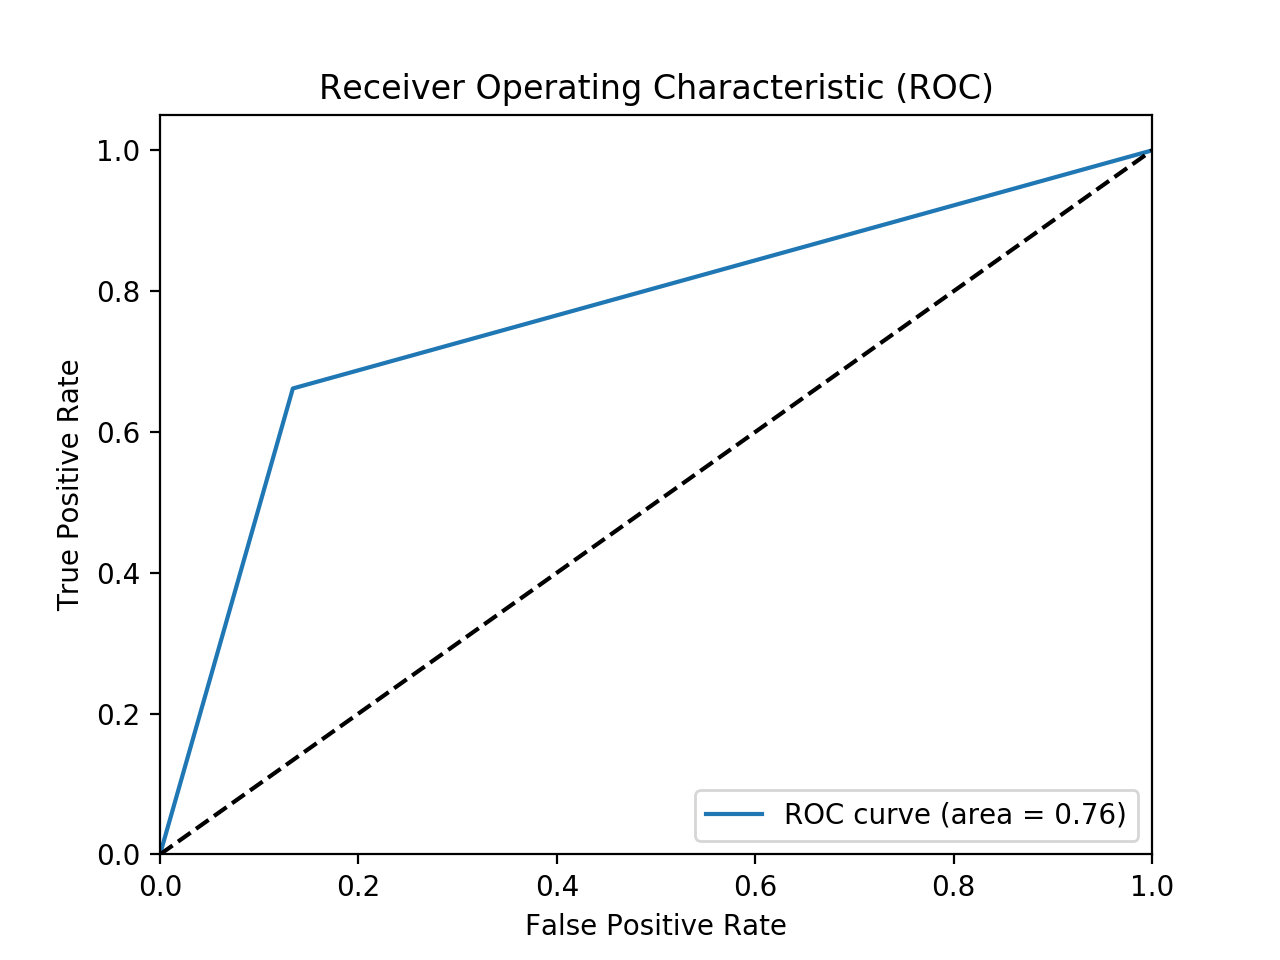 Receiver Operating Characteristic (ROC)
1.0
0.8
0.6
0.4
0.2
0.0
True Positive Rate
ROC curve (area = 0.76)
0.0 0.2 0.4 0.6 0.8 1.0
False Positive Rate